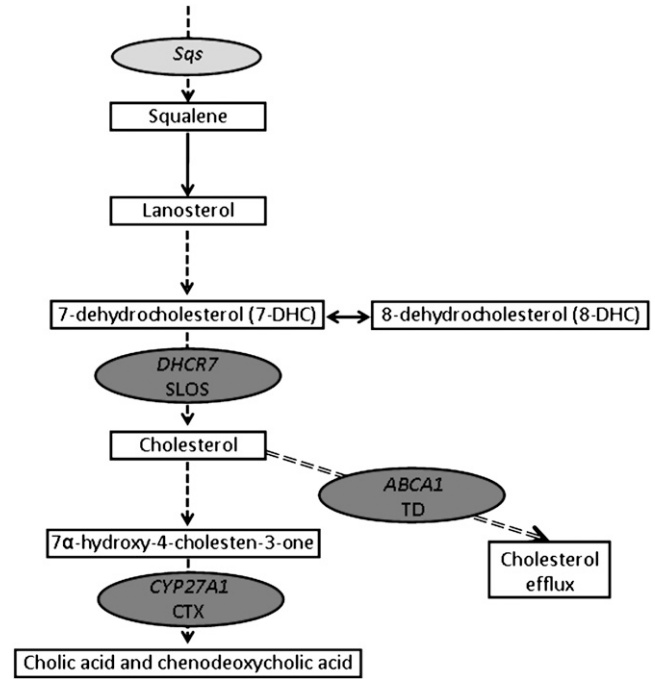 Sqs
Squalene
Lanosterol
7-dehydrocholesterol (7-DHC)
8-dehydrocholesterol (8-DHC)
DHCR7
SLOS
Cholesterol
ABCA1
TD
7α-hydroxy-4-cholesten-3-one
Cholesterol
efflux
CYP27A1
CTX
Cholic acid and chenodeoxycholic acid